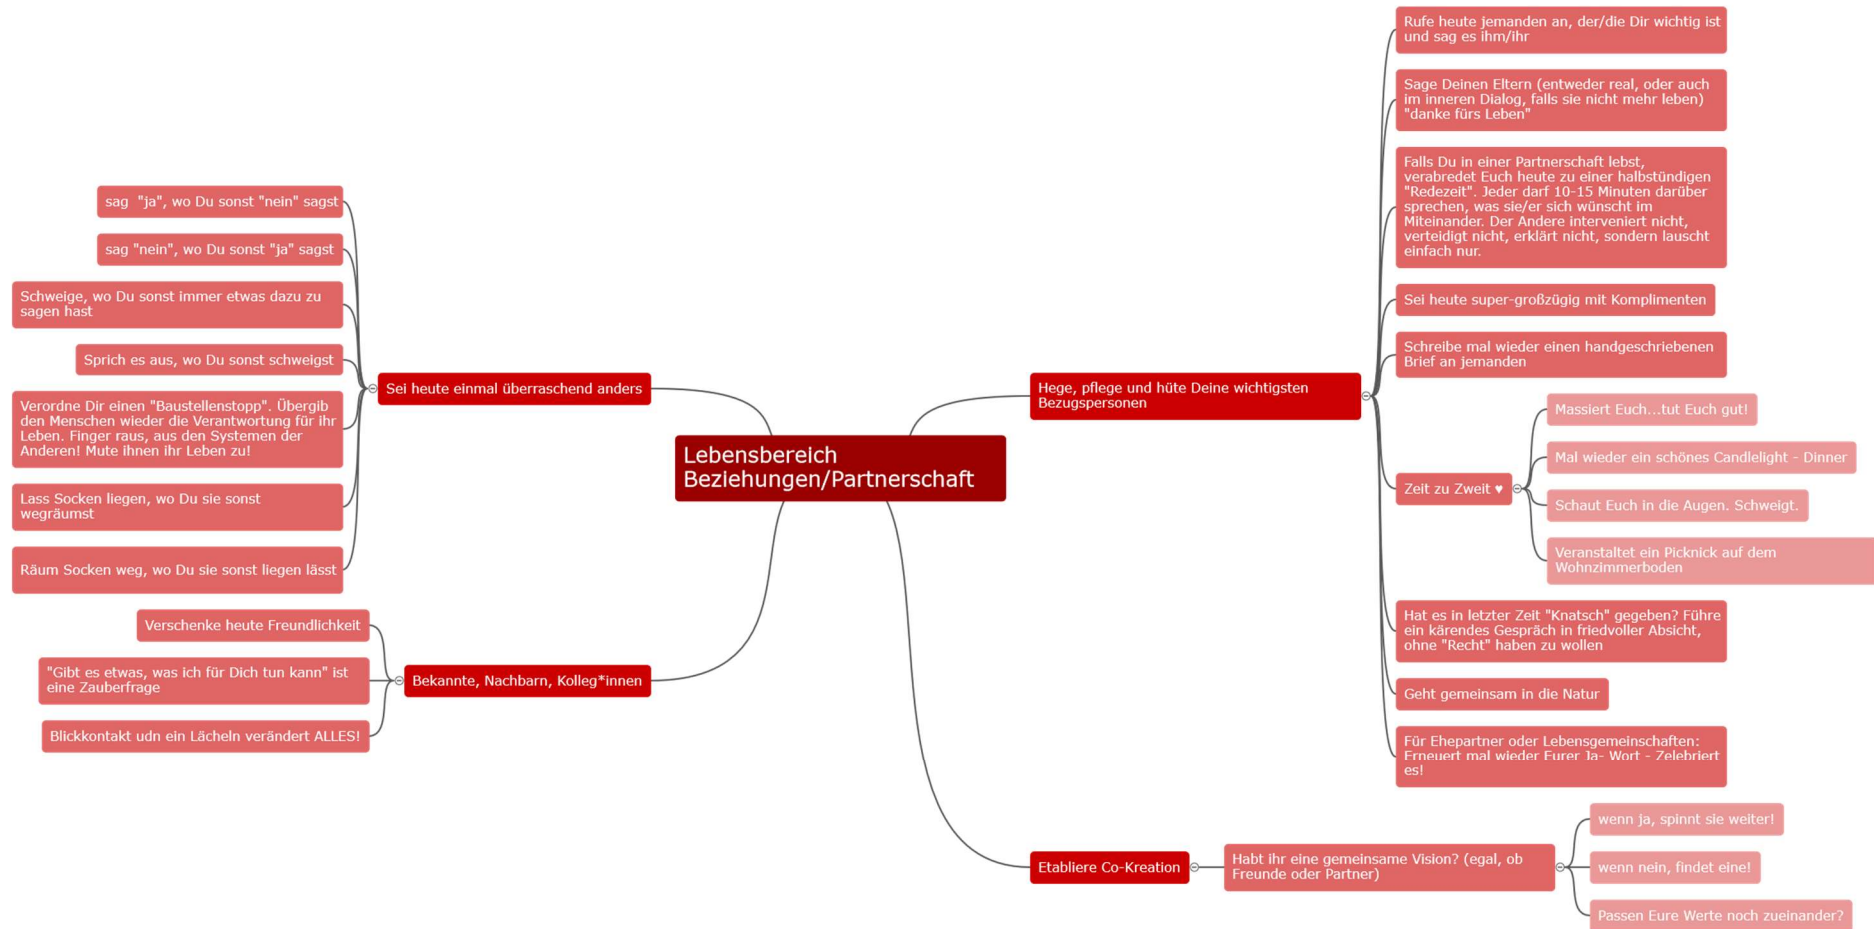 Lebensbereich
Beziehungen/Partnerschaft
Sei heute einmal überraschend anders
sag  "ja", wo Du sonst "nein" sagst
sag "nein", wo Du sonst "ja" sagst
Schweige, wo Du sonst immer etwas dazu zu
sagen hast
Sprich es aus, wo Du sonst schweigst
Verordne Dir einen "Baustellenstopp". Übergib
den Menschen wieder die Verantwortung für ihr
Leben. Finger raus, aus den Systemen der
Anderen! Mute ihnen ihr Leben zu!
Lass Socken liegen, wo Du sie sonst
wegräumst
Räum Socken weg, wo Du sie sonst liegen lässt
Bekannte, Nachbarn, Kolleg*innen
Verschenke heute Freundlichkeit
"Gibt es etwas, was ich für Dich tun kann" ist
eine Zauberfrage
Blickkontakt udn ein Lächeln verändert ALLES!
Hege, pflege und hüte Deine wichtigsten
Bezugspersonen
Rufe heute jemanden an, der/die Dir wichtig ist
und sag es ihm/ihr
Sage Deinen Eltern (entweder real, oder auch
im inneren Dialog, falls sie nicht mehr leben)
"danke fürs Leben"
Falls Du in einer Partnerschaft lebst,
verabredet Euch heute zu einer halbstündigen
"Redezeit". Jeder darf 10-15 Minuten darüber
sprechen, was sie/er sich wünscht im
Miteinander. Der Andere interveniert nicht,
verteidigt nicht, erklärt nicht, sondern lauscht
einfach nur.
Sei heute super-großzügig mit Komplimenten
Schreibe mal wieder einen handgeschriebenen
Brief an jemanden
Zeit zu Zweit ♥
Massiert Euch...tut Euch gut!
Mal wieder ein schönes Candlelight - Dinner
Schaut Euch in die Augen. Schweigt.
Veranstaltet ein Picknick auf dem
Wohnzimmerboden
Hat es in letzter Zeit "Knatsch" gegeben? Führe
ein kärendes Gespräch in friedvoller Absicht,
ohne "Recht" haben zu wollen
Geht gemeinsam in die Natur
Für Ehepartner oder Lebensgemeinschaften:
Erneuert mal wieder Eurer Ja- Wort - Zelebriert
es!
Etabliere Co-Kreation
Habt ihr eine gemeinsame Vision? (egal, ob
Freunde oder Partner)
wenn ja, spinnt sie weiter!
wenn nein, findet eine!
Passen Eure Werte noch zueinander?